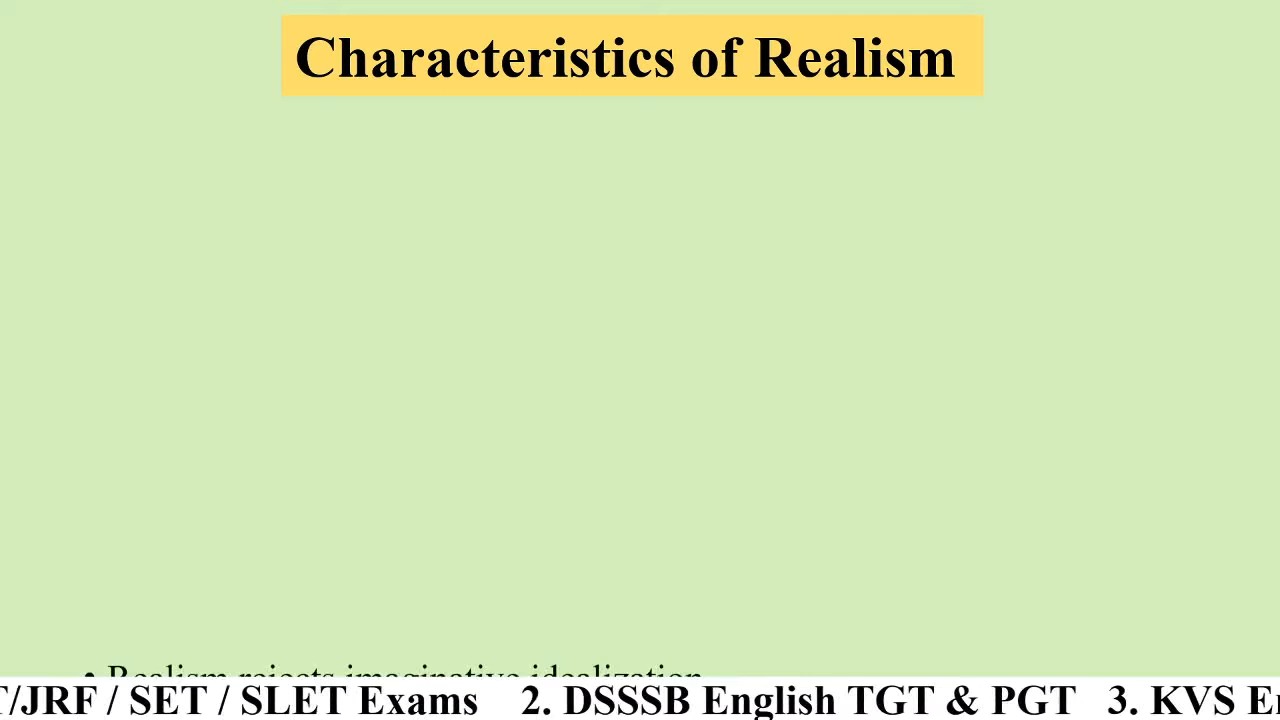 Characteristics of Realism
• Realism rejects imaginative idealization
T/JRF / SET / SLET Exams 2. DSSSB English TGT & PGT 3. KVS En